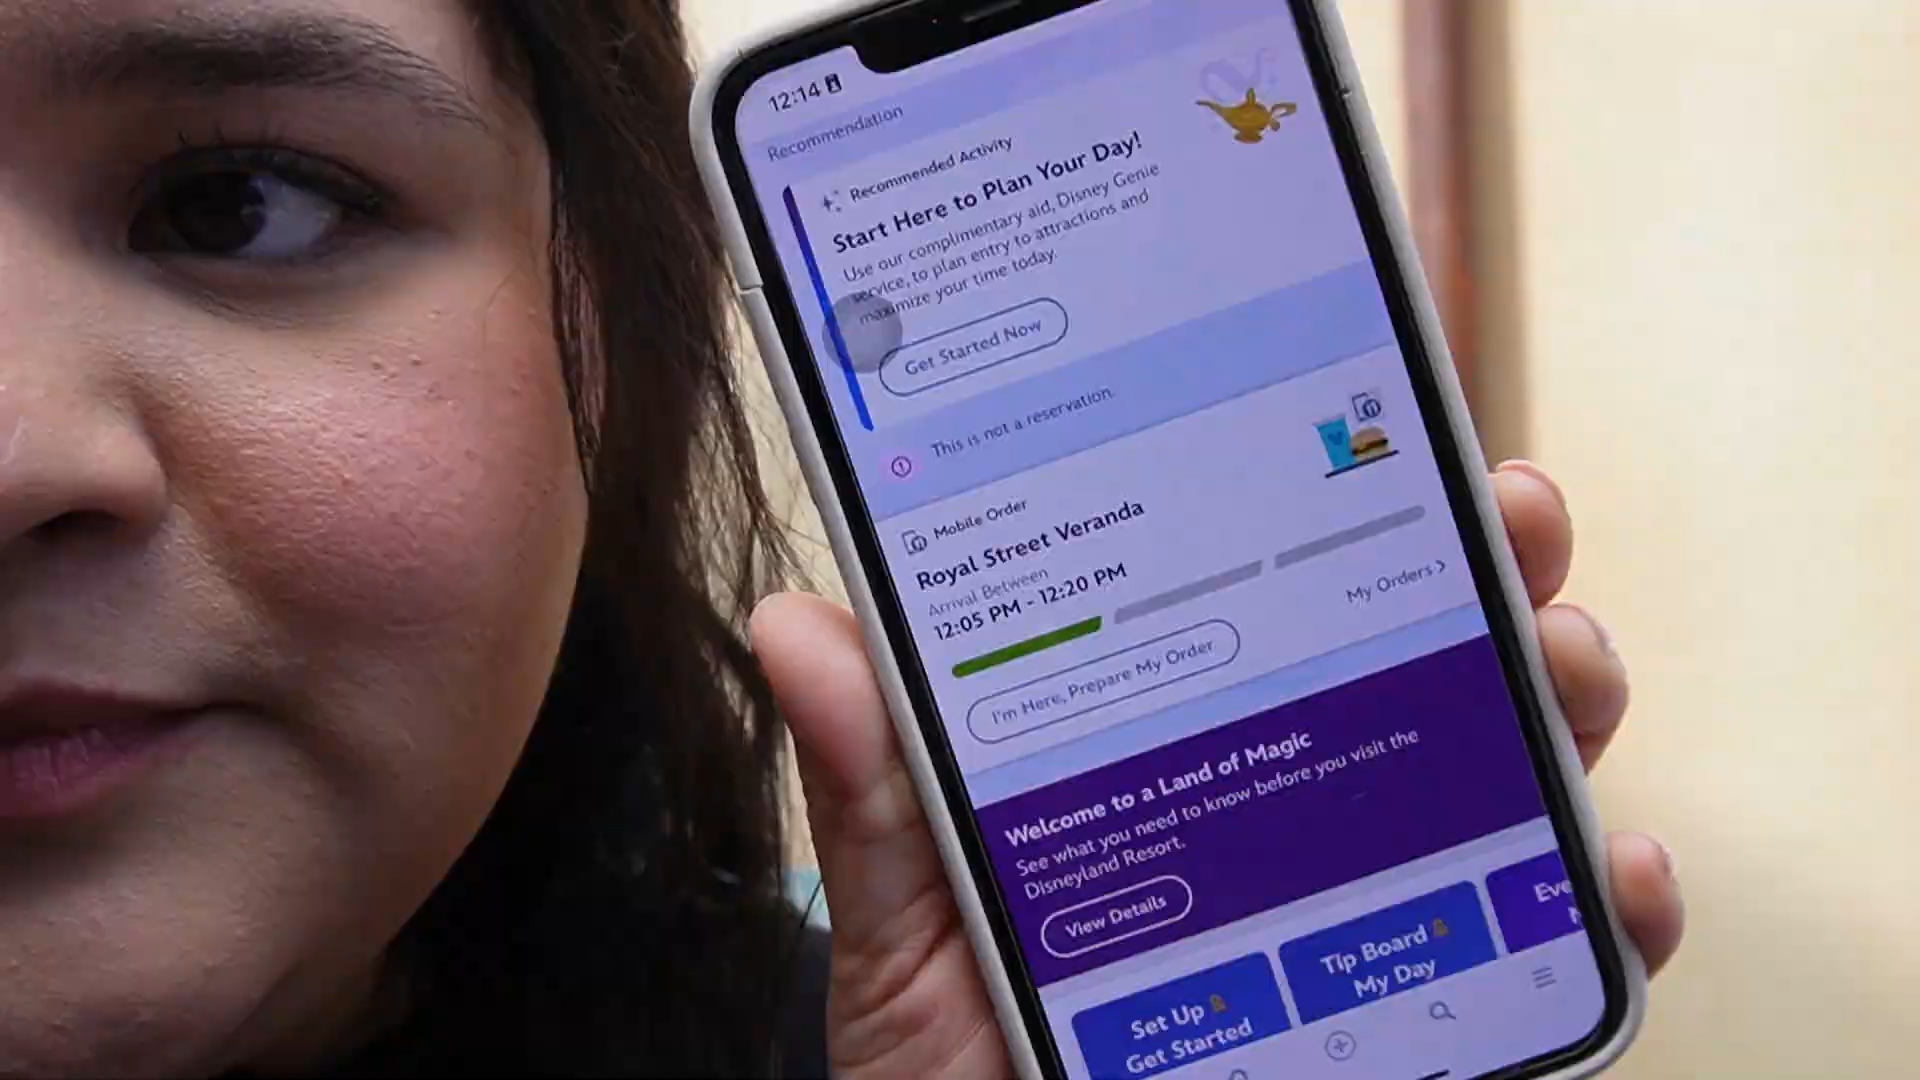 12:14
Recommendation
Recommended Activity
Start Here to Plan Your Day!
Use our complimentary aid, Disney Genie
service, to plan entry to attractions and
maximize your time today.
Get Started Now
This is not a reservation.
Mobile Order
Royal Street Veranda
Arrival Between
12:05 PM - 12:20 PM
My Orders
I'm Here, Prepare My Order
Welcome to a Land of Magic
See what you need to know before you visit the
Disneyland Resort.
View Details
Set Up
Get Started
Tip Board
My Day
Eve